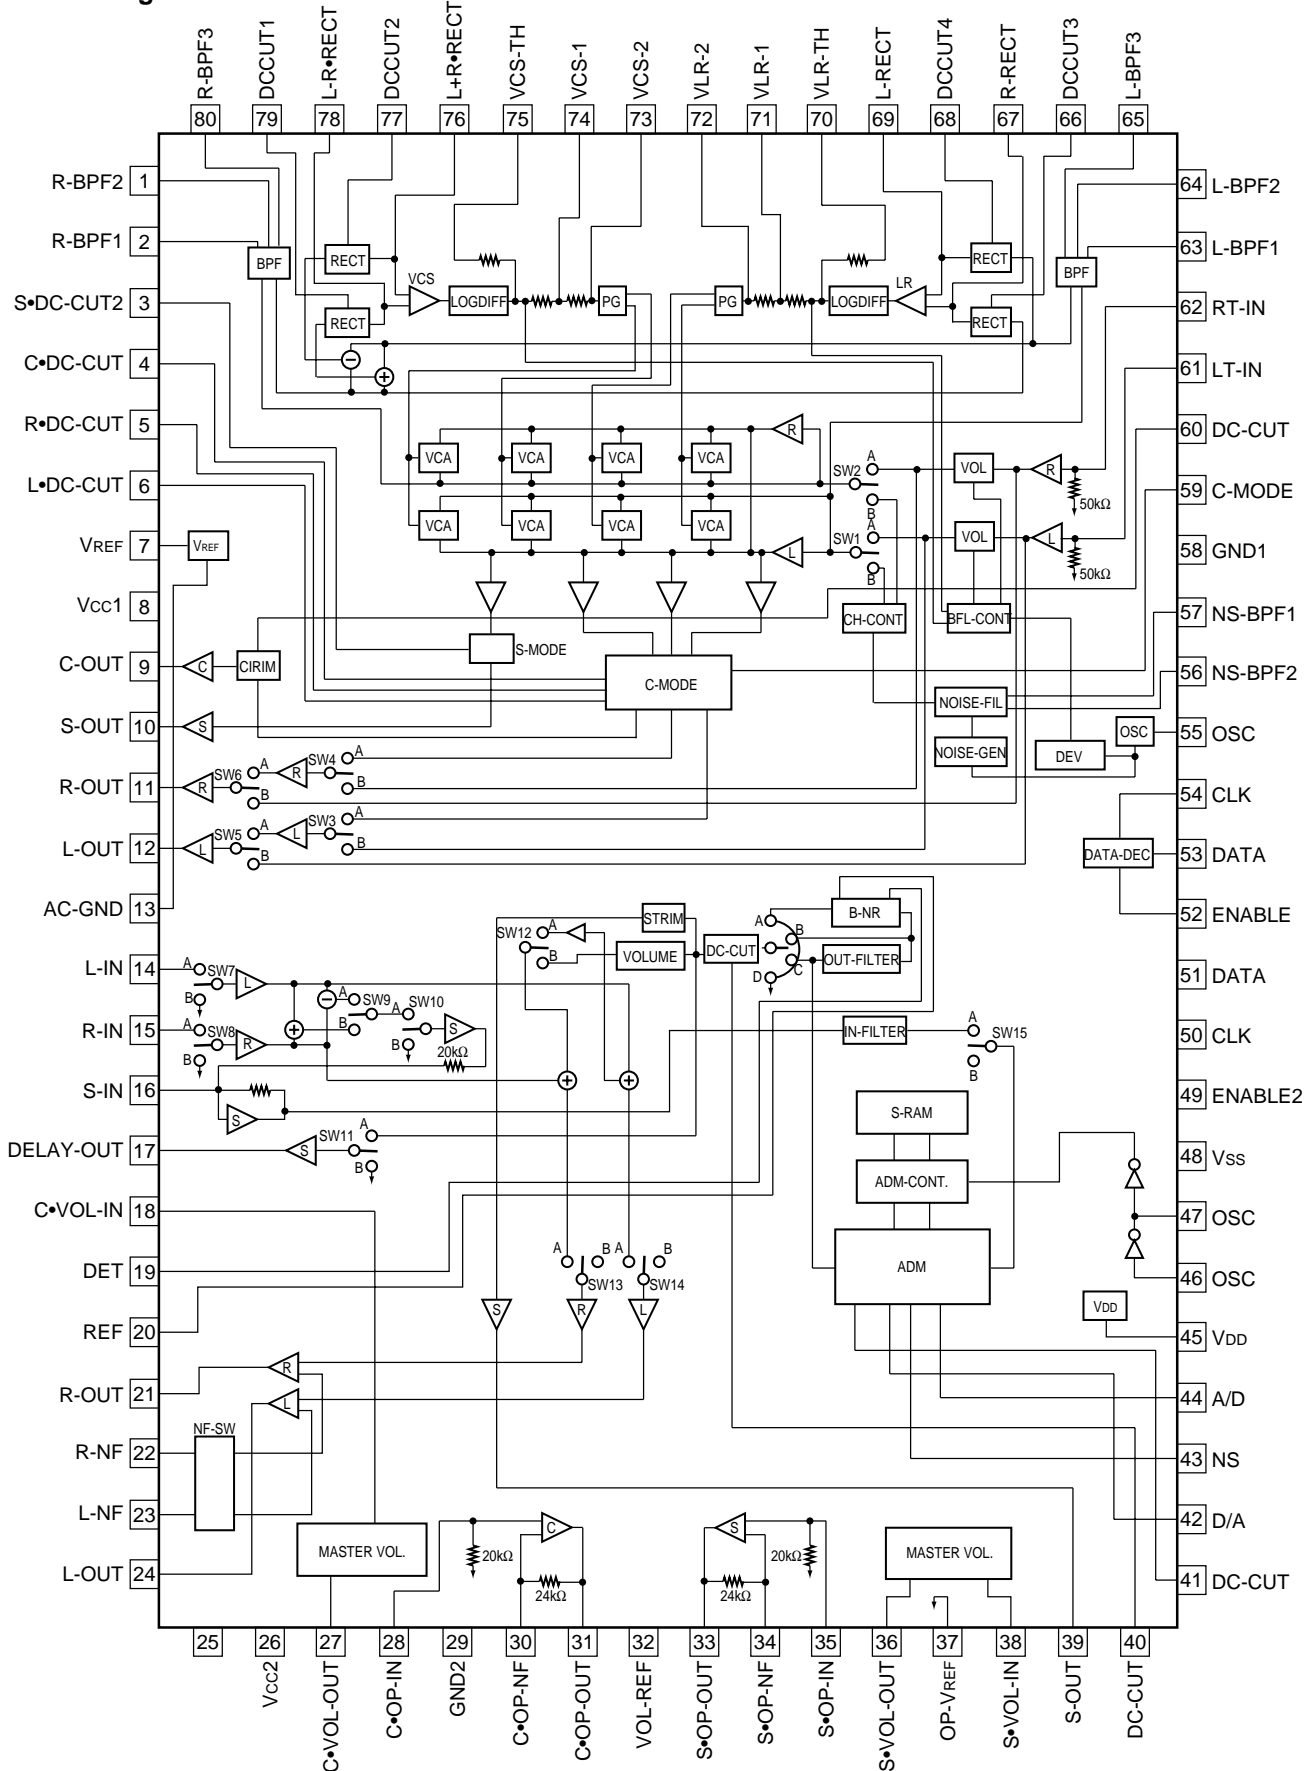 g
R-BPF3
DCCUT1
L-R•RECT
DCCUT2
L+R•RECT
VCS-TH
VCS-1
VCS-2
VLR-2
VLR-1
VLR-TH
L-RECT
DCCUT4
R-RECT
DCCUT3
L-BPF3
80 79 78 77 76 75 74 73 72 71 70 69 68 67 66 65
R-BPF2 1
R-BPF1 2
S•DC-CUT2 3
C•DC-CUT 4
R•DC-CUT 5
L•DC-CUT 6
VREF 7
VCC1 8
C-OUT 9
S-OUT 10
R-OUT 11
L-OUT 12
AC-GND 13
L-IN 14
R-IN 15
S-IN 16
DELAY-OUT 17
C•VOL-IN 18
DET 19
REF 20
R-OUT 21
R-NF 22
L-NF 23
L-OUT 24
64 L-BPF2
63 L-BPF1
62 RT-IN
61 LT-IN
60 DC-CUT
59 C-MODE
58 GND1
57 NS-BPF1
56 NS-BPF2
55 OSC
54 CLK
53 DATA
52 ENABLE
51 DATA
50 CLK
49 ENABLE2
48 VSS
47 OSC
46 OSC
45 VDD
44 A/D
43 NS
42 D/A
41 DC-CUT
BPF RECT VCS LOGDIFF PG PG LOGDIFF LR RECT BPF
RECT RECT
− +
VCA VCA VCA VCA R
SW2 A B VOL R 50kΩ
VCA VCA VCA VCA L
SW1 A B VOL L 50kΩ
VREF
CH-CONT BFL-CONT
C CIRIM S-MODE C-MODE
NOISE-FIL
S
NOISE-GEN DEV OSC
R SW6 A B R SW4 A B
L SW5 A B L SW3 A B
DATA-DEC
STRIM B-NR
SW12 A B VOLUME DC-CUT A B C D OUT-FILTER
A SW7 B L − A SW9 B A SW10 B S
A SW8 B R + 20kΩ
IN-FILTER A SW15 B
S + +
S-RAM
S SW11 A B
ADM-CONT.
ADM
A B A B
SW13 SW14
S R L
VDD
R
L
NF-SW
MASTER VOL. C 20kΩ 24kΩ S 20kΩ 24kΩ MASTER VOL.
25 26 27 28 29 30 31 32 33 34 35 36 37 38 39 40
VCC2
C•VOL-OUT
C•OP-IN
GND2
C•OP-NF
C•OP-OUT
VOL-REF
S•OP-OUT
S•OP-NF
S•OP-IN
S•VOL-OUT
OP-VREF
S•VOL-IN
S-OUT
DC-CUT